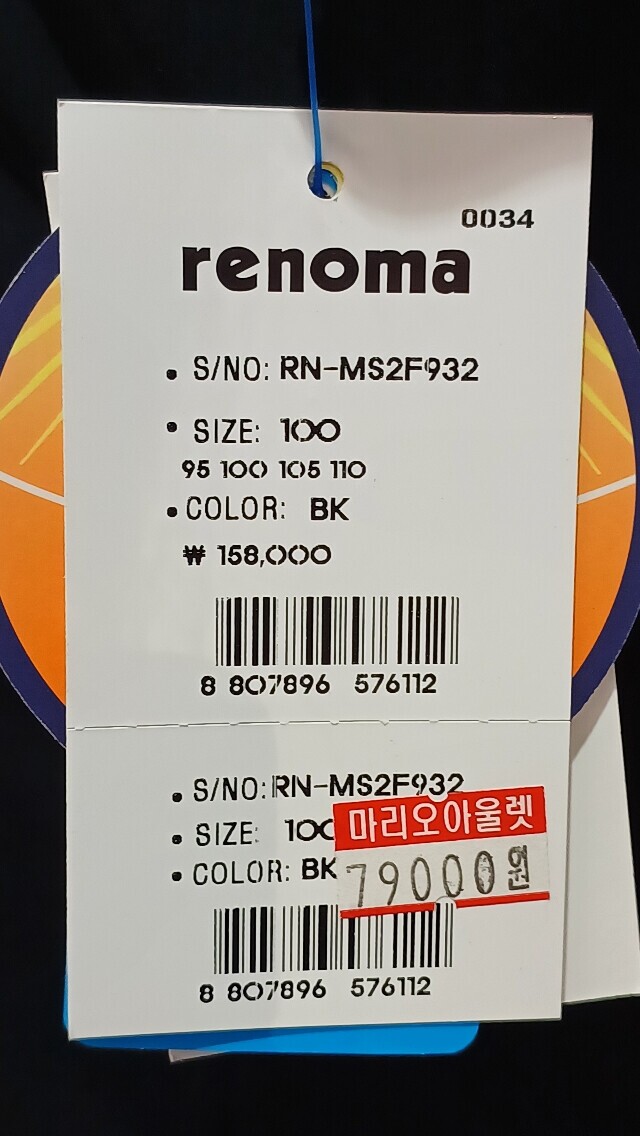 0034
renoma
• S/NO: RN-MS2F932
• SIZE: 100
95 100 105 110
• COLOR: BK
₩ 158,000
8 807896 576112
• S/NO: RN-MS2F932
• SIZE: 100
마리오아울렛
• COLOR: BK
79000원
8 807896 576112